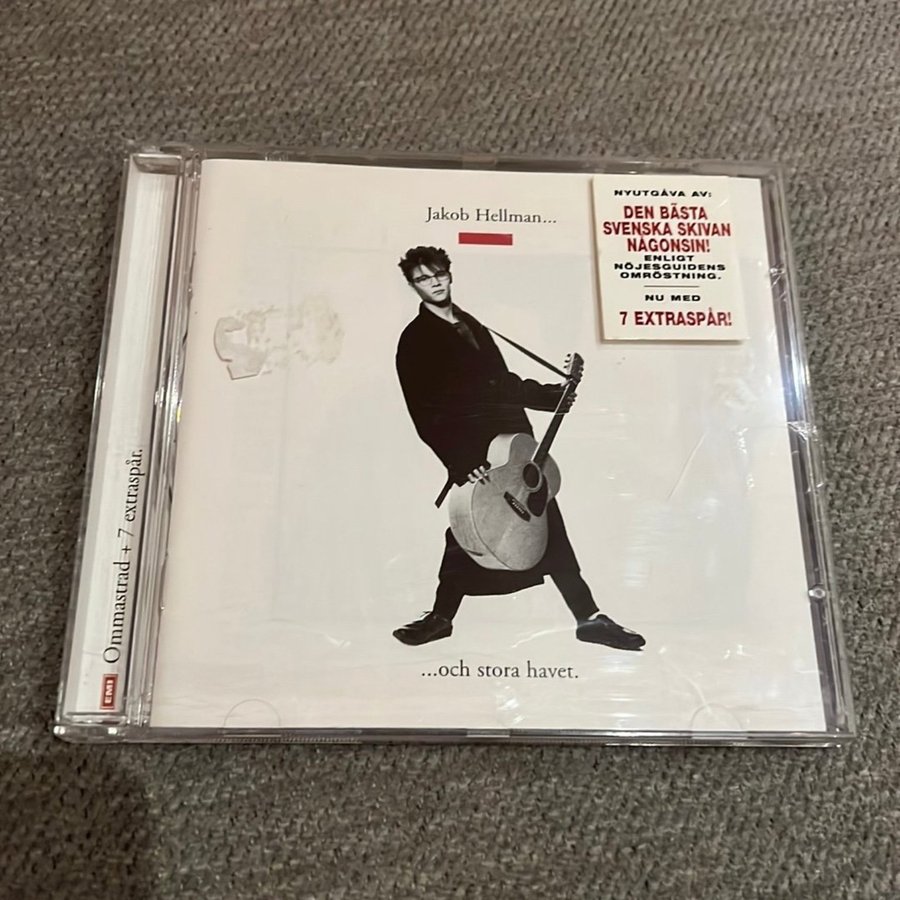 Jakob Hellman...
NYUTGÅVA AV:
DEN BÄSTA
SVENSKA SKIVAN
NÅGONSIN!
ENLIGT
NÖJESGUIDENS
OMRÖSTNING.
NU MED
7 EXTRASPÅR!
...och stora havet.
EMI
Ommastrad + 7 extraspår.